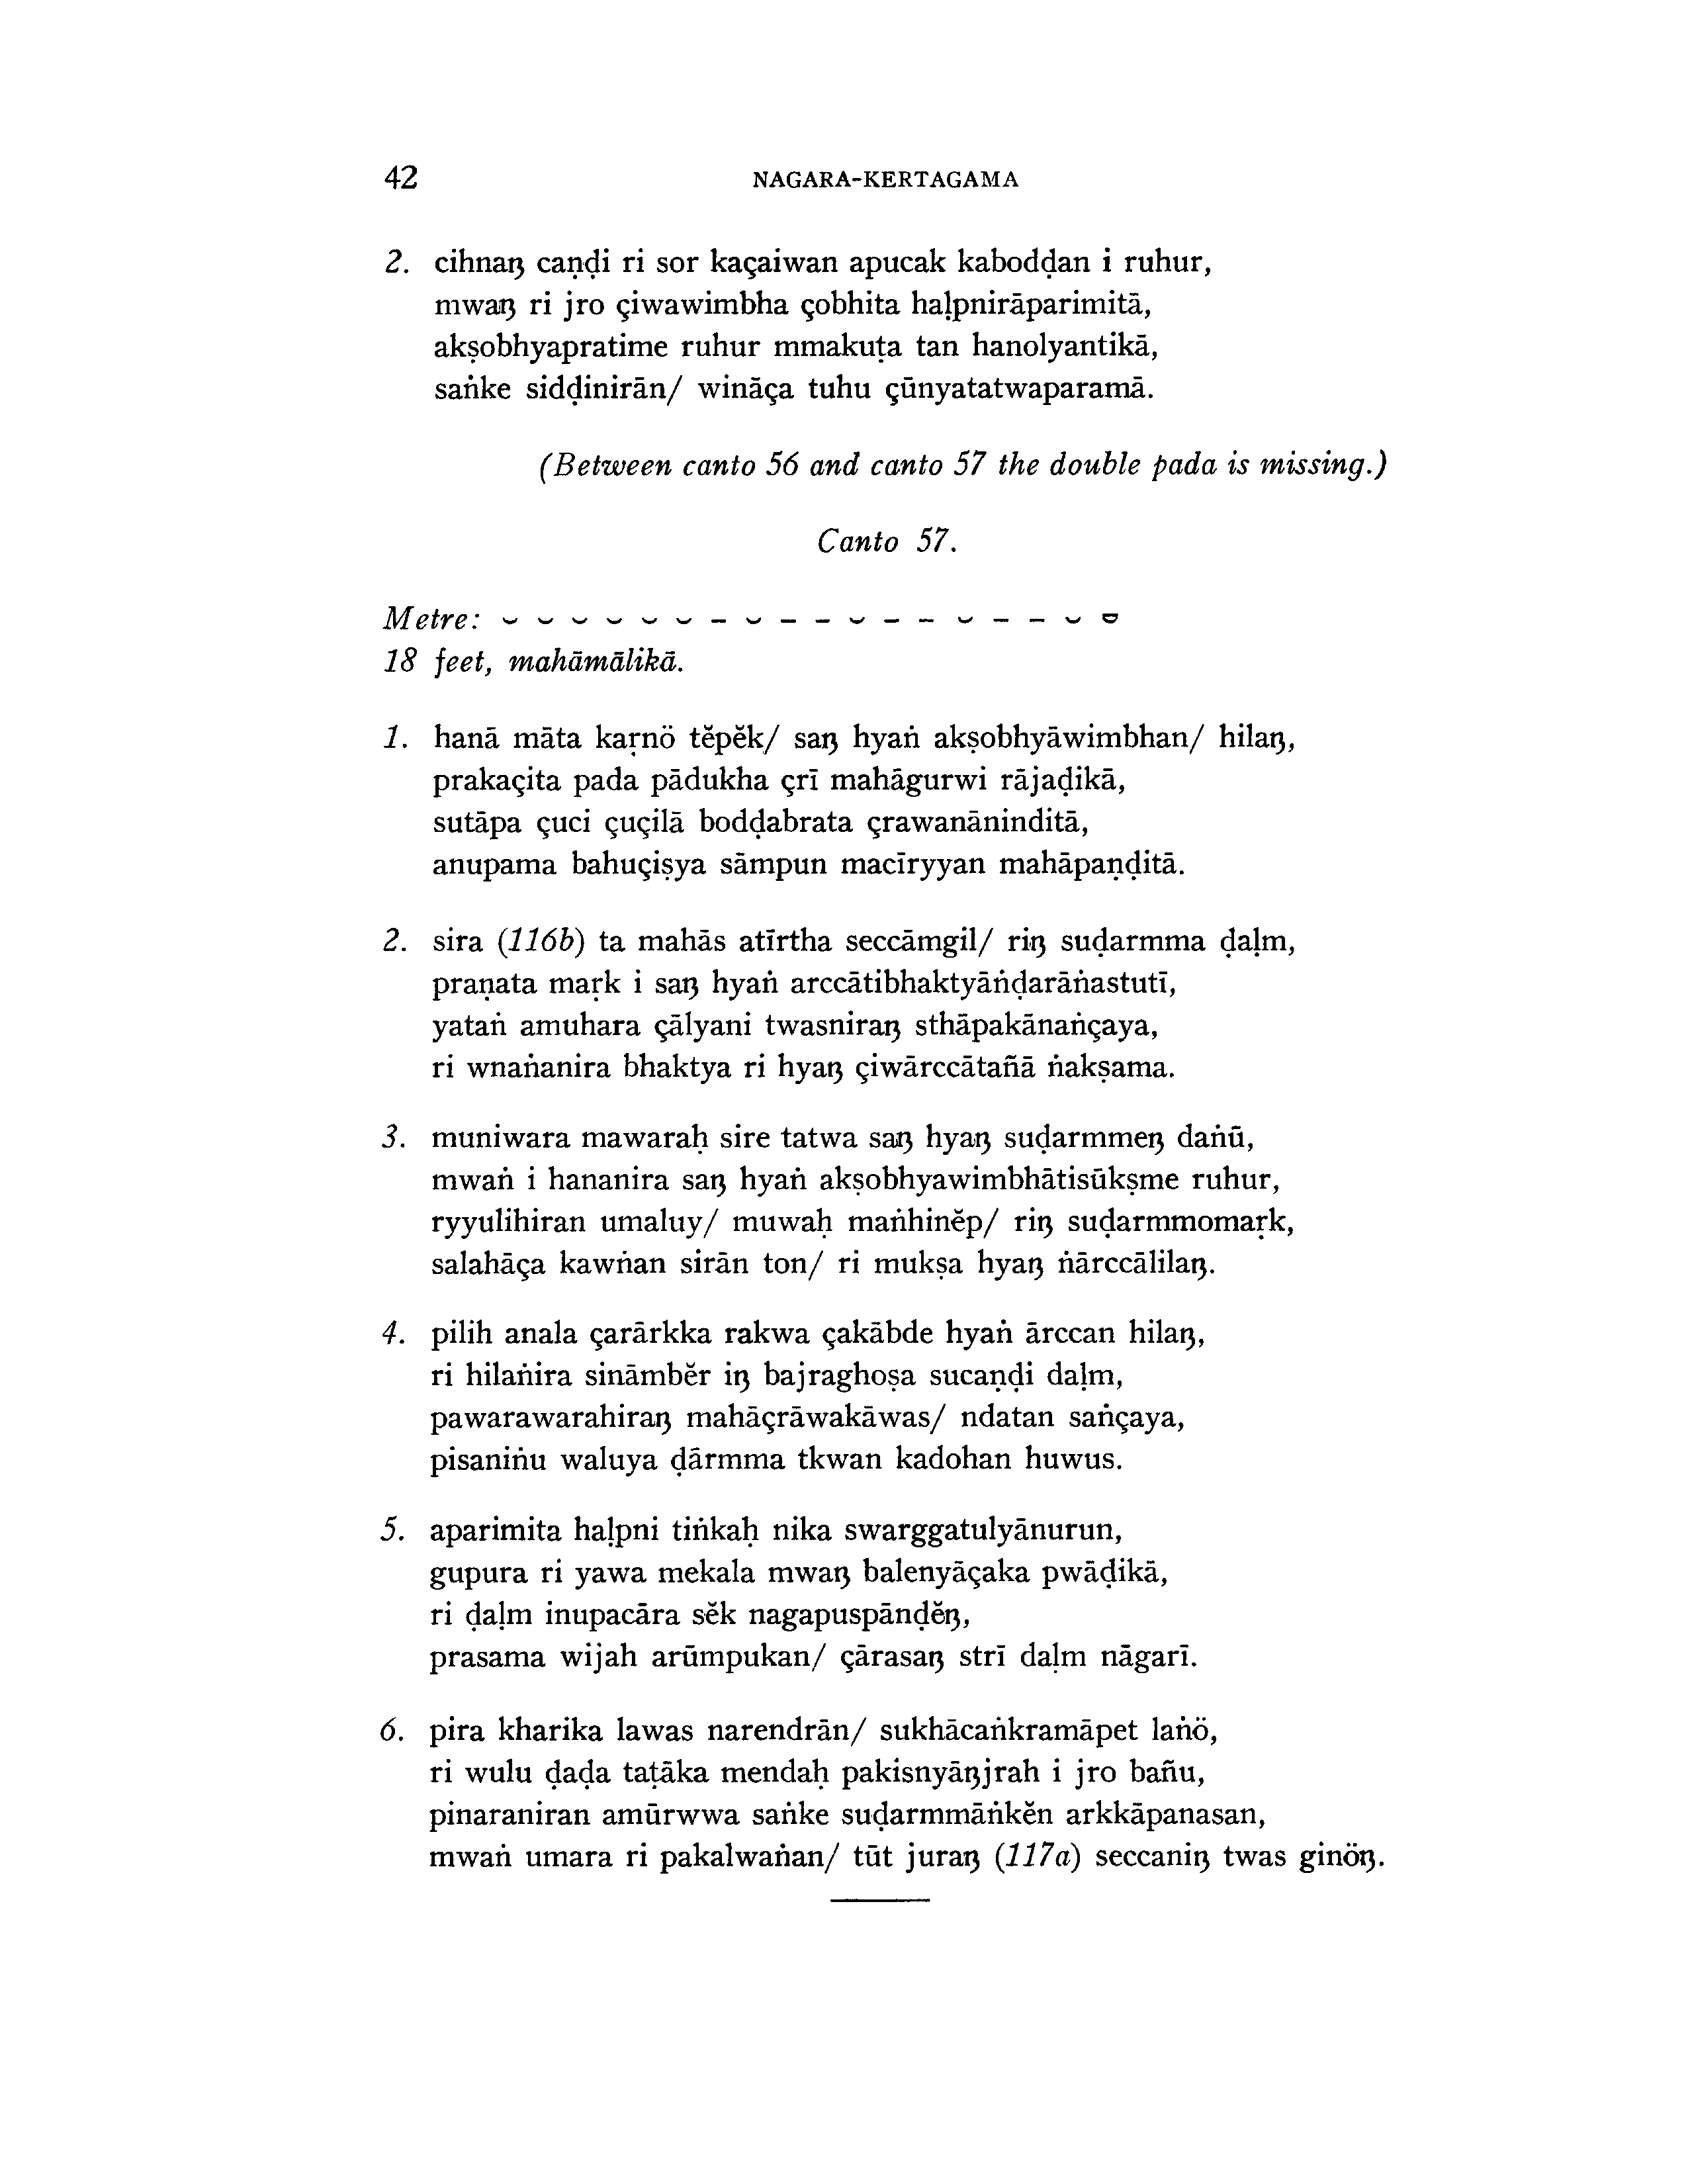 42 NAGARA-KERTAGAMA
2. cihnaŋ caṇḍi ri sor kaçaiwan apucak kaboddan i ruhur,
mwaŋ ri jro çiwawimbha çobhita haḷpnirāparimitā,
akṣobhyapratime ruhur mmakuṭa tan hanolyantikā,
saṅke siddinirān/ wināça tuhu çūnyatatwaparamā.
(Between canto 56 and canto 57 the double pada is missing.)
Canto 57.
Metre: ⏑ ⏑ ⏑ ⏑ ⏑ ⏑ – ⏑ – – ⏑ – – ⏑ – – ⏑ ⏓
18 feet, mahāmālikā.
1. hanā māta kaṛnö tĕpĕk/ saŋ hyaṅ akṣobhyāwimbhan/ hilaŋ,
prakaçita pada pādukha çrī mahāgurwi rājaḍikā,
sutāpa çuci çuçilā boḍḍabrata çrawanāninditā,
anupama bahuçiṣya sāmpun macīryyan mahāpaṇḍitā.
2. sira (116b) ta mahās atīrtha seccāmgil/ riŋ suḍarmma ḍaḷm,
praṇata maṛk i saŋ hyaṅ arccātibhaktyāṅḍarāṅastutī,
yataṅ amuhara çālyani twasniraŋ sthāpakānaṅçaya,
ri wnaṅanira bhaktya ri hyaŋ çiwārccātañā ṅakṣama.
3. muniwara mawaraḥ sire tatwa saŋ hyaŋ suḍarmmeŋ daṅū,
mwaṅ i hananira saŋ hyaṅ akṣobhyawimbhātisūkṣme ruhur,
ryyulihiran umaluy/ muwaḥ maṅhinĕp/ riŋ suḍarmmomaṛk,
salahāça kawṅan sirān ton/ ri mukṣa hyaŋ ṅārccālilaŋ.
4. pilih anala çarārkka rakwa çakābde hyaṅ ārccan hilaŋ,
ri hilaṅira sināmbĕr iŋ bajraghoṣa sucaṇḍi daḷm,
pawarawarahiraŋ mahāçrāwakāwas/ ndatan saṅçaya,
pisaniṅu waluya ḍārmma tkwan kadohan huwus.
5. aparimita haḷpni tiṅkaḥ nika swarggatulyānurun,
gupura ri yawa mekala mwaŋ balenyāçaka pwāḍikā,
ri ḍaḷm inupacāra sĕk nagapuspānḍĕŋ,
prasama wijah arūmpukan/ çārasaŋ strī daḷm nāgarī.
6. pira kharika lawas narendrān/ sukhācaṅkramāpet laṅö,
ri wulu ḍaḍa taṭāka mendaḥ pakisnyāŋjrah i jro bañu,
pinaraniran amūrwwa saṅke suḍarmmāṅkĕn arkkāpanasan,
mwaṅ umara ri pakalwaṅan/ tūt juraŋ (117a) seccaniŋ twas ginöŋ.